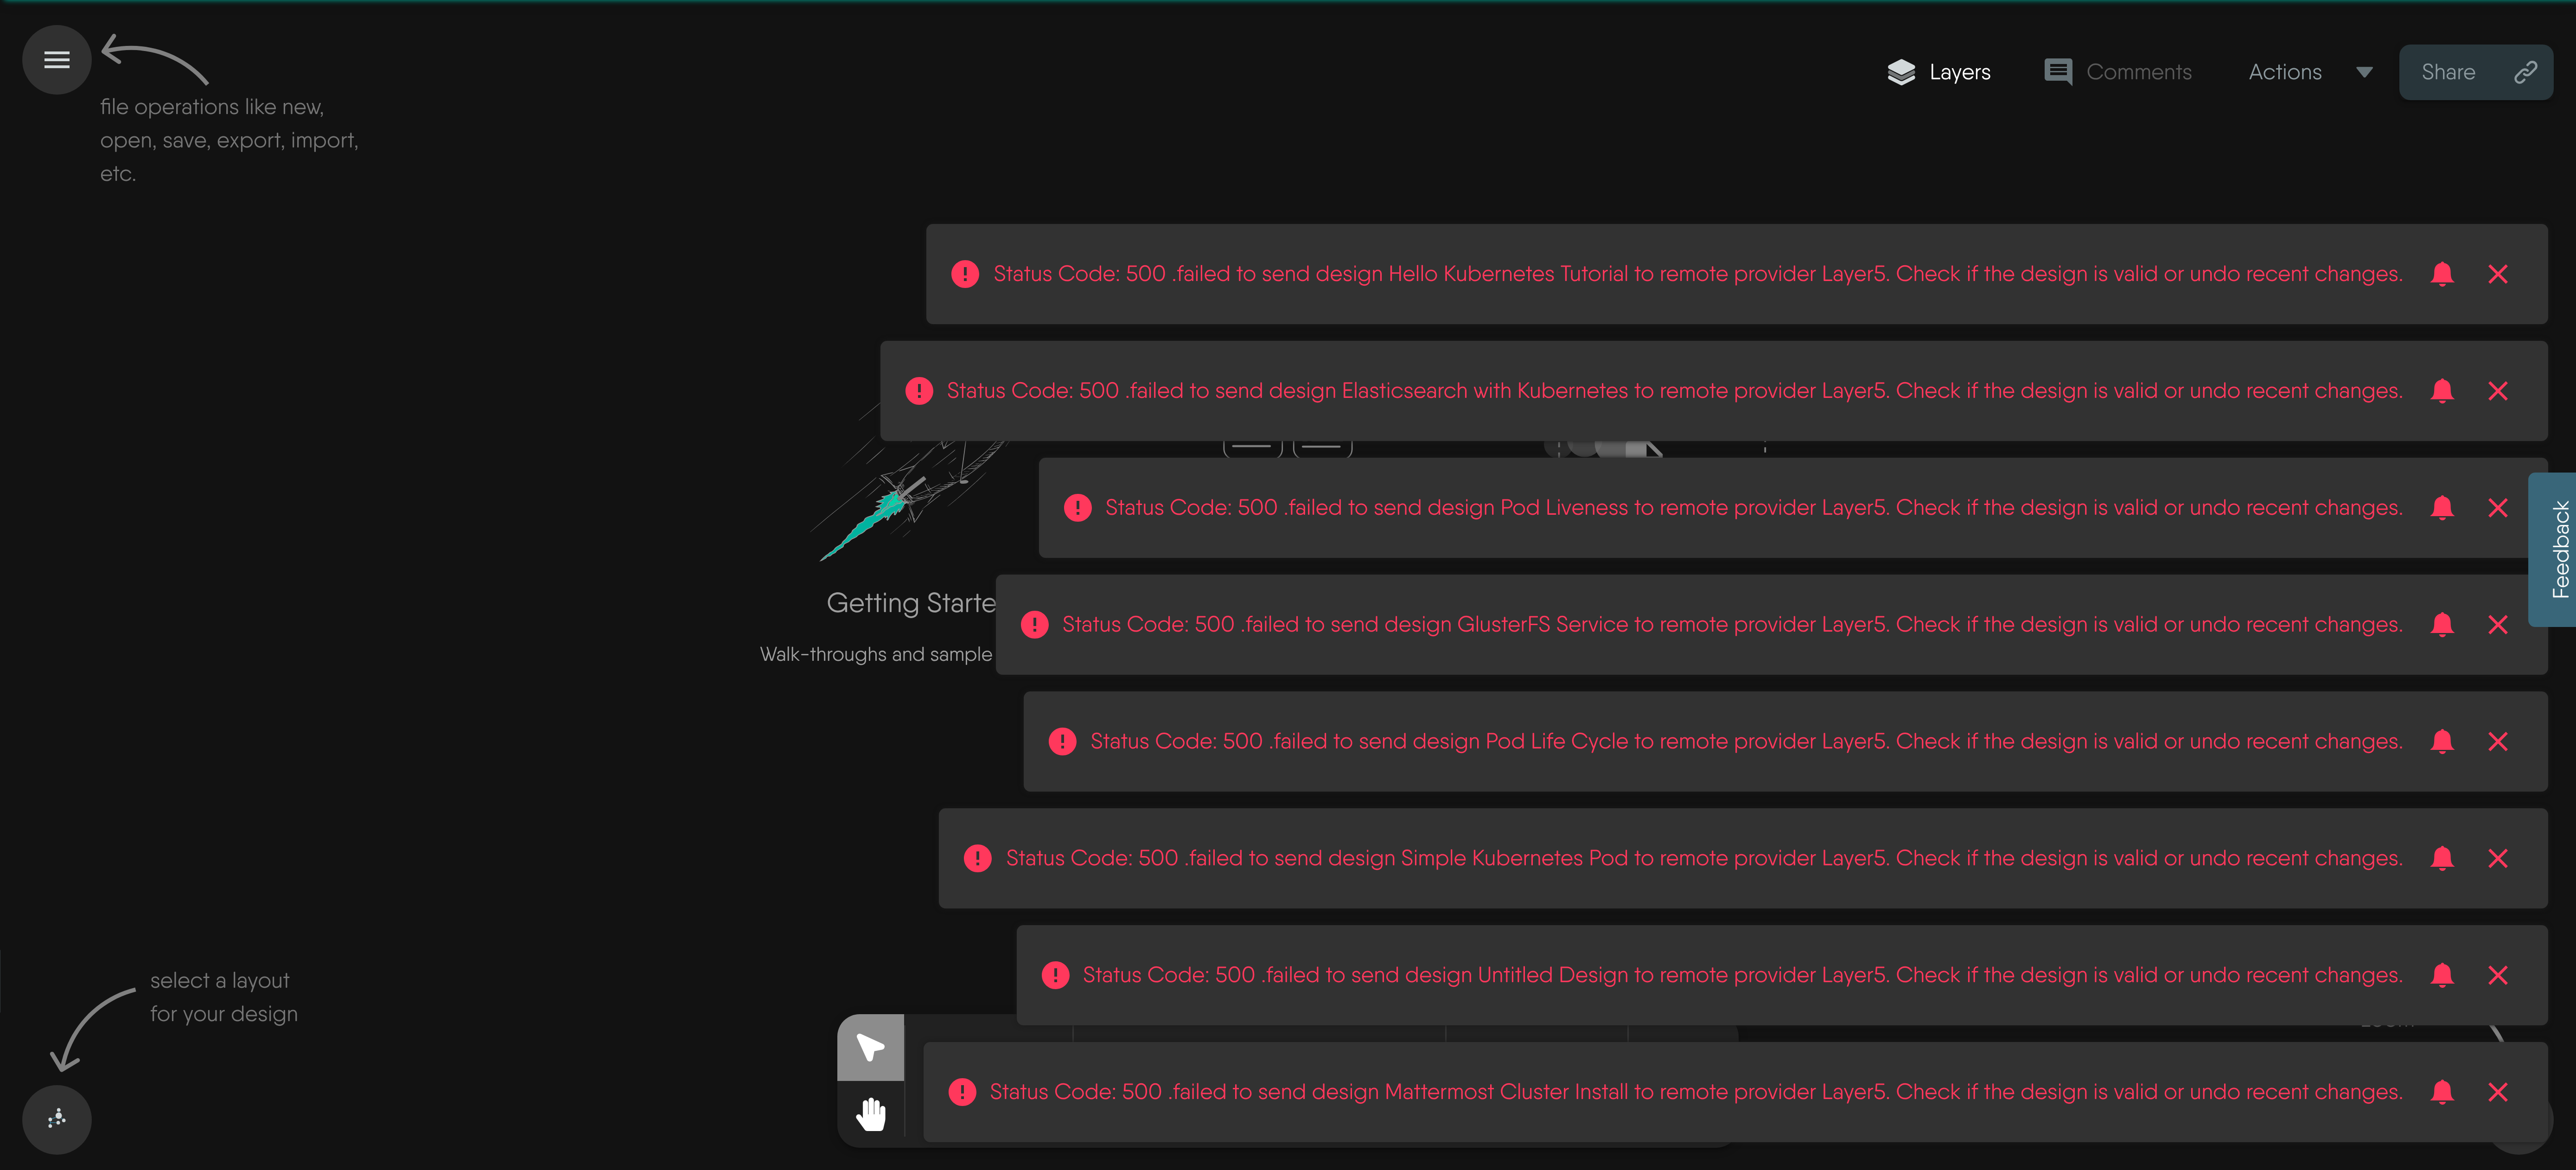 file operations like new,
open, save, export, import,
etc.
Layers
Comments
Actions
Share
Status Code: 500 .failed to send design Hello Kubernetes Tutorial to remote provider Layer5. Check if the design is valid or undo recent changes.
Status Code: 500 .failed to send design Elasticsearch with Kubernetes to remote provider Layer5. Check if the design is valid or undo recent changes.
Status Code: 500 .failed to send design Pod Liveness to remote provider Layer5. Check if the design is valid or undo recent changes.
Feedback
Getting Starte
Status Code: 500 .failed to send design GlusterFS Service to remote provider Layer5. Check if the design is valid or undo recent changes.
Walk-throughs and sample
Status Code: 500 .failed to send design Pod Life Cycle to remote provider Layer5. Check if the design is valid or undo recent changes.
Status Code: 500 .failed to send design Simple Kubernetes Pod to remote provider Layer5. Check if the design is valid or undo recent changes.
Status Code: 500 .failed to send design Untitled Design to remote provider Layer5. Check if the design is valid or undo recent changes.
select a layout
for your design
Status Code: 500 .failed to send design Mattermost Cluster Install to remote provider Layer5. Check if the design is valid or undo recent changes.